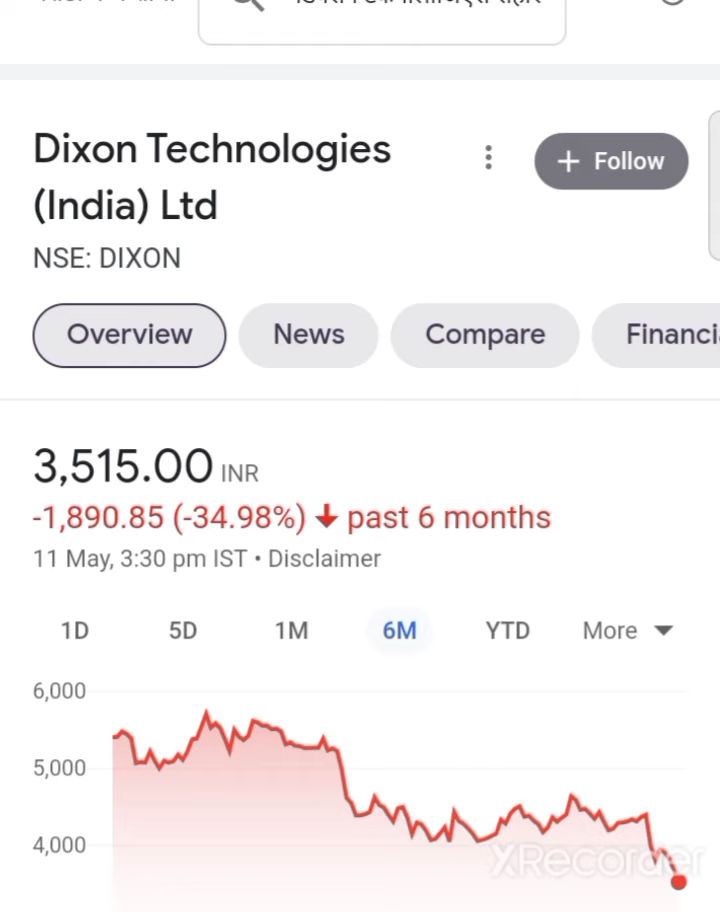 Dixon Technologies
(India) Ltd
+ Follow
NSE: DIXON
Overview News Compare
3,515.00 INR
-1,890.85 (-34.98%) ↓ past 6 months
11 May, 3:30 pm IST • Disclaimer
1D 5D 1M 6M YTD More
6,000
5,000
4,000
XRecorder